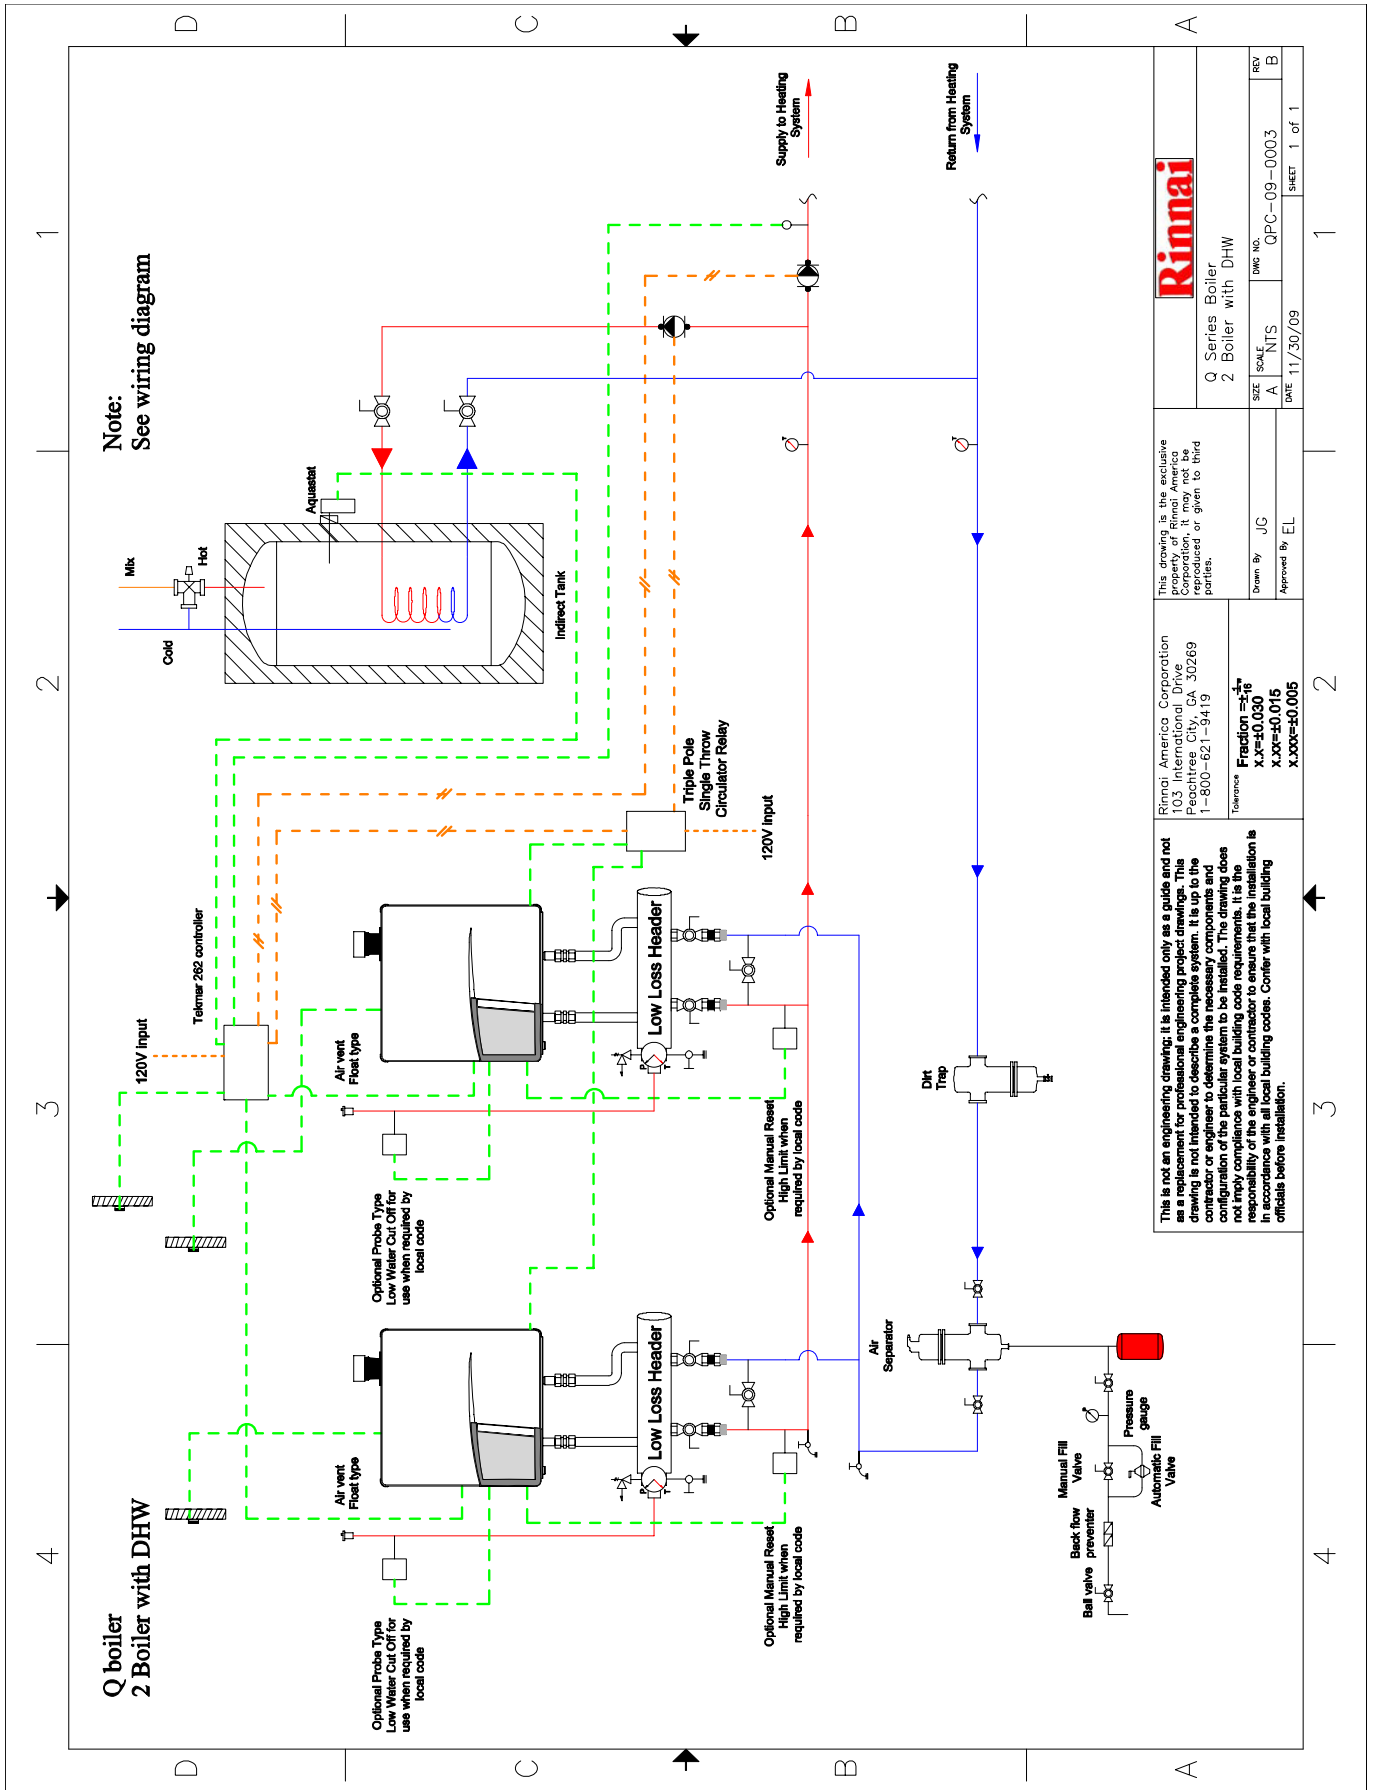 Q boiler
2 Boiler with DHW
Note:
See wiring diagram
D
C
B
A
D
C
B
A
4
3
2
1
4
3
2
1
120V input
Tekmar 262 controller
Mix
Hot
Cold
Aquastat
Indirect Tank
Air vent
Float type
Air vent
Float type
Optional Probe Type
Low Water Cut Off for
use when required by
local code
Optional Probe Type
Low Water Cut Off for
use when required by
local code
Low Loss Header
P
T
Low Loss Header
P
T
Triple Pole
Single Throw
Circulator Relay
120V input
Optional Manual Reset
High Limit when
required by local code
Optional Manual Reset
High Limit when
required by local code
Supply to Heating
System
Return from Heating
System
Dirt
Trap
Air
Separator
Ball valve
Back flow
preventer
Manual Fill
Valve
Automatic Fill
Valve
Pressure
gauge
P
T
T
This is not an engineering drawing; it is intended only as a guide and not
as a replacement for professional engineering project drawings. This
drawing is not intended to describe a complete system. It is up to the
contractor or engineer to determine the necessary components and
configuration of the particular system to be installed. The drawing does
not imply compliance with local building code requirements. It is the
responsibility of the engineer or contractor to ensure that the installation is
in accordance with all local building codes. Confer with local building
officials before installation.
Rinnai America Corporation
103 International Drive
Peachtree City, GA 30269
1-800-621-9419
Tolerance
Fraction =±1/16"
X.X=±0.030
X.XX=±0.015
X.XXX=±0.005
This drawing is the exclusive
property of Rinnai America
Corporation, it may not be
reproduced or given to third
parties.
Drawn By JG
Approved By EL
Rinnai
Q Series Boiler
2 Boiler with DHW
SIZE A
SCALE NTS
DWG NO. QPC-09-0003
REV B
DATE 11/30/09
SHEET 1 of 1